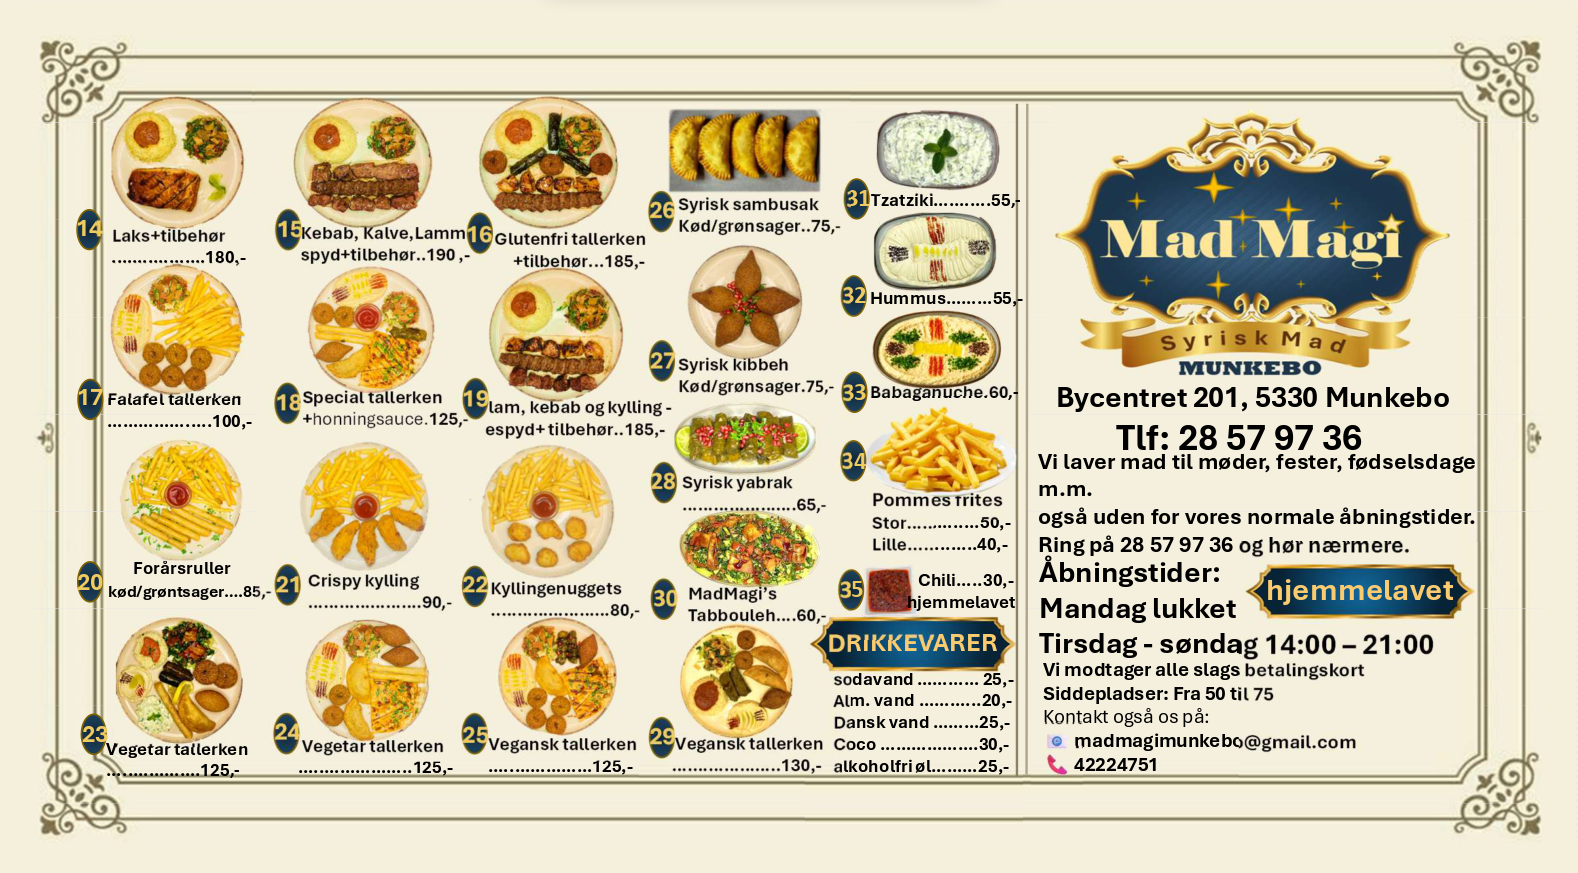 14
Laks+tilbehør
..................180,-
15
Kebab, Kalve, Lamm
spyd+tilbehør..190 ,-
16
Glutenfri tallerken
+tilbehør...185,-
17
Falafel tallerken
....................100,-
18
Special tallerken
+honningsauce.125,-
19
lam, kebab og kylling -
espyd+ tilbehør..185,-
20
Forårsruller
kød/grøntsager....85,-
21
Crispy kylling
......................90,-
22
Kyllingenuggets
.......................80,-
23
Vegetar tallerken
..................125,-
24
Vegetar tallerken
......................125,-
25
Vegansk tallerken
....................125,-
26
Syrisk sambusak
Kød/grønsager..75,-
27
Syrisk kibbeh
Kød/grønsager.75,-
28
Syrisk yabrak
......................65,-
30
MadMagi's
Tabbouleh....60,-
29
Vegansk tallerken
.....................130,-
31
Tzatziki...........55,-
32
Hummus.........55,-
33
Babaganuche.60,-
34
Pommes frites
Stor..............50,-
Lille..............40,-
35
Chili.....30,-
hjemmelavet
DRIKKEVARER
sodavand ............ 25,-
Alm. vand ............20,-
Dansk vand .........25,-
Coco ...................30,-
alkoholfri øl.........25,-
Mad Magi
Syrisk Mad
MUNKEBO
Bycentret 201, 5330 Munkebo
Tlf: 28 57 97 36
Vi laver mad til møder, fester, fødselsdage
m.m.
også uden for vores normale åbningstider.
Ring på 28 57 97 36 og hør nærmere.
Åbningstider:
hjemmelavet
Mandag lukket
Tirsdag - søndag 14:00 – 21:00
Vi modtager alle slags betalingskort
Siddepladser: Fra 50 til 75
Kontakt også os på:
madmagimunkebo@gmail.com
42224751